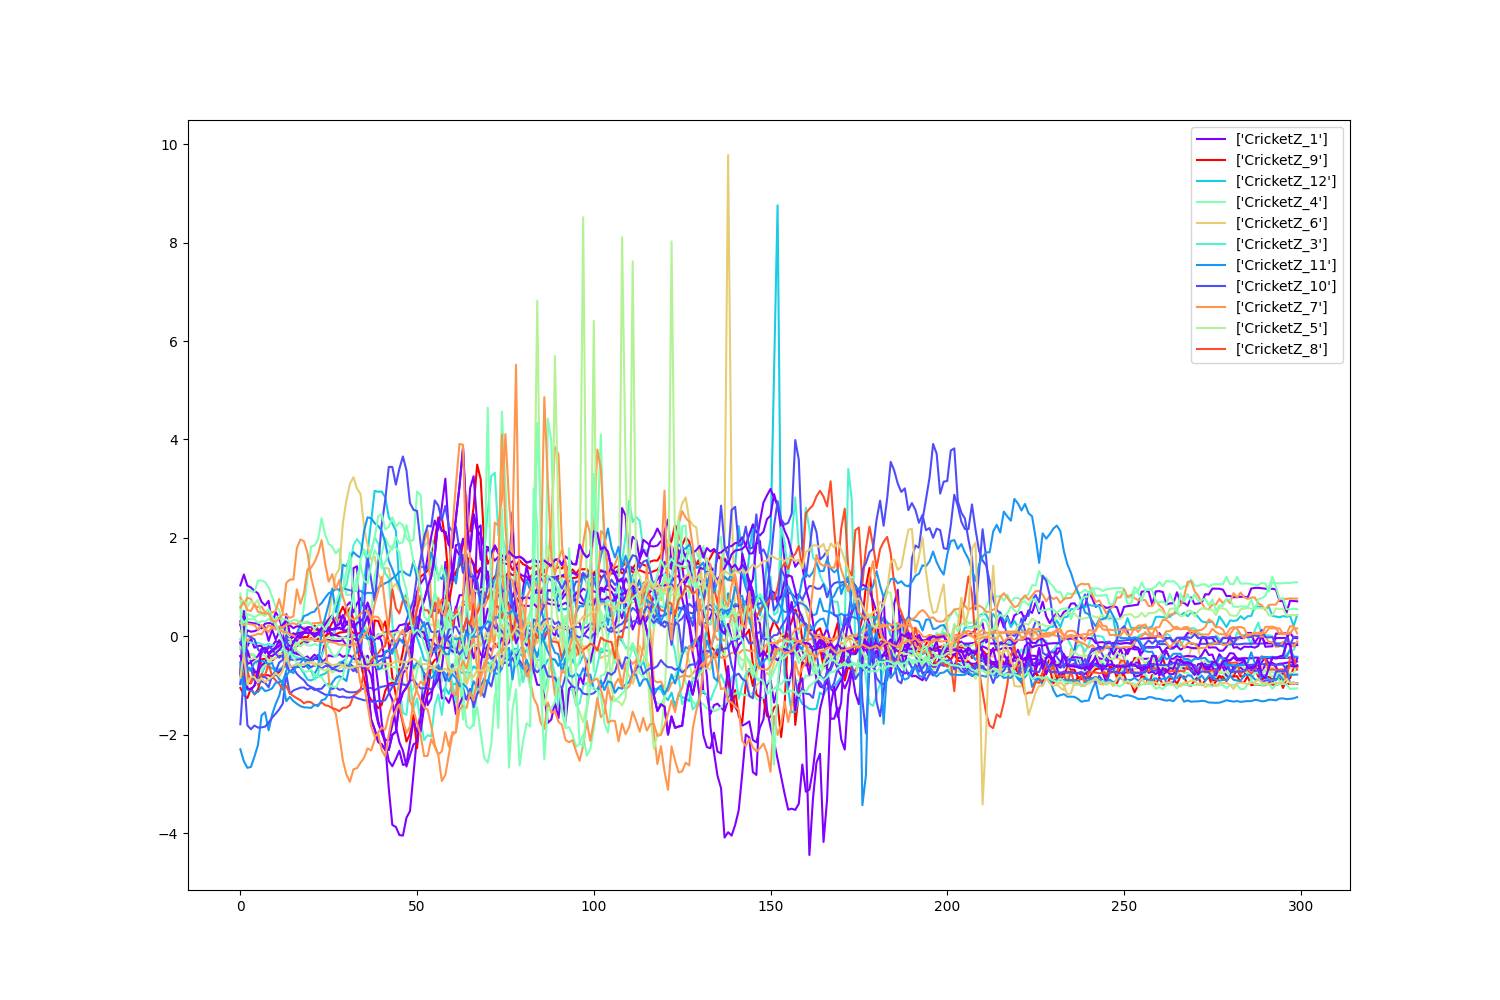 10
8
6
4
2
0
−2
−4
0 50 100 150 200 250 300
['CricketZ_1']
['CricketZ_9']
['CricketZ_12']
['CricketZ_4']
['CricketZ_6']
['CricketZ_3']
['CricketZ_11']
['CricketZ_10']
['CricketZ_7']
['CricketZ_5']
['CricketZ_8']